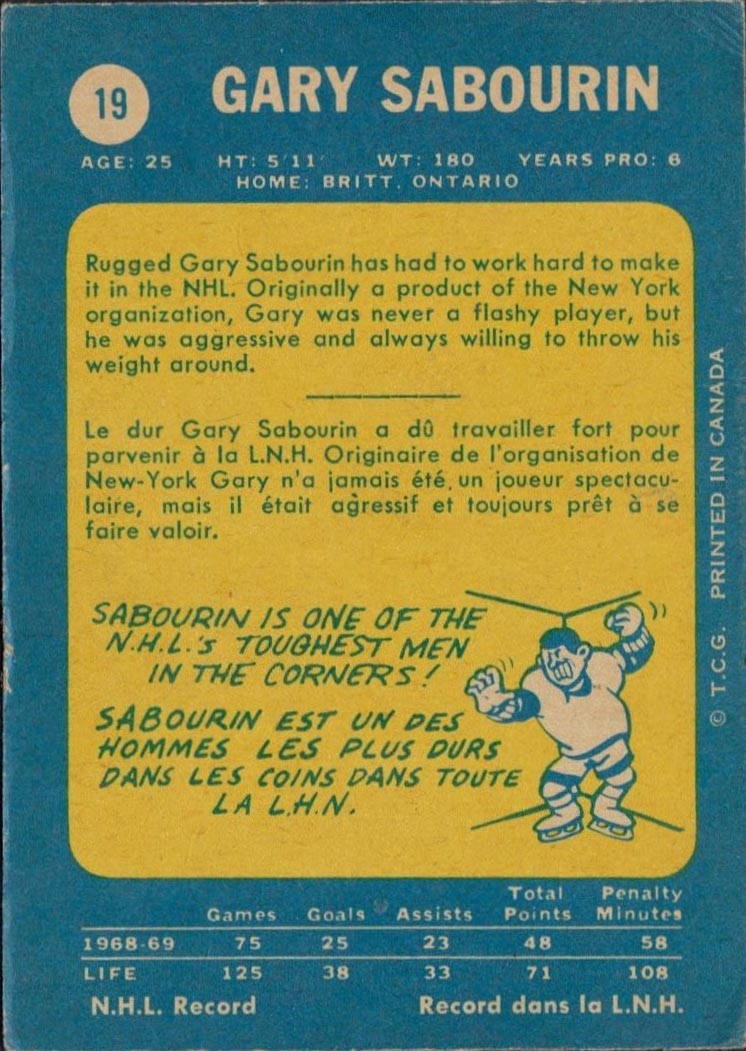 19
GARY SABOURIN
AGE: 25 HT: 5'11' WT: 180 YEARS PRO: 6
HOME: BRITT, ONTARIO
Rugged Gary Sabourin has had to work hard to make
it in the NHL. Originally a product of the New York
organization, Gary was never a flashy player, but
he was aggressive and always willing to throw his
weight around.
Le dur Gary Sabourin a dû travailler fort pour
parvenir à la L.N.H. Originaire de l'organisation de
New-York Gary n'a jamais été un joueur spectacu-
laire, mais il était agressif et toujours prêt à se
faire valoir.
SABOURIN IS ONE OF THE
N.H.L.'s TOUGHEST MEN
IN THE CORNERS!
SABOURIN EST UN DES
HOMMES LES PLUS DURS
DANS LES COINS DANS TOUTE
LA L.H.N.
© T.C.G. PRINTED IN CANADA
Games Goals Assists Total Points Penalty Minutes
1968-69 75 25 23 48 58
LIFE 125 38 33 71 108
N.H.L. Record Record dans la L.N.H.